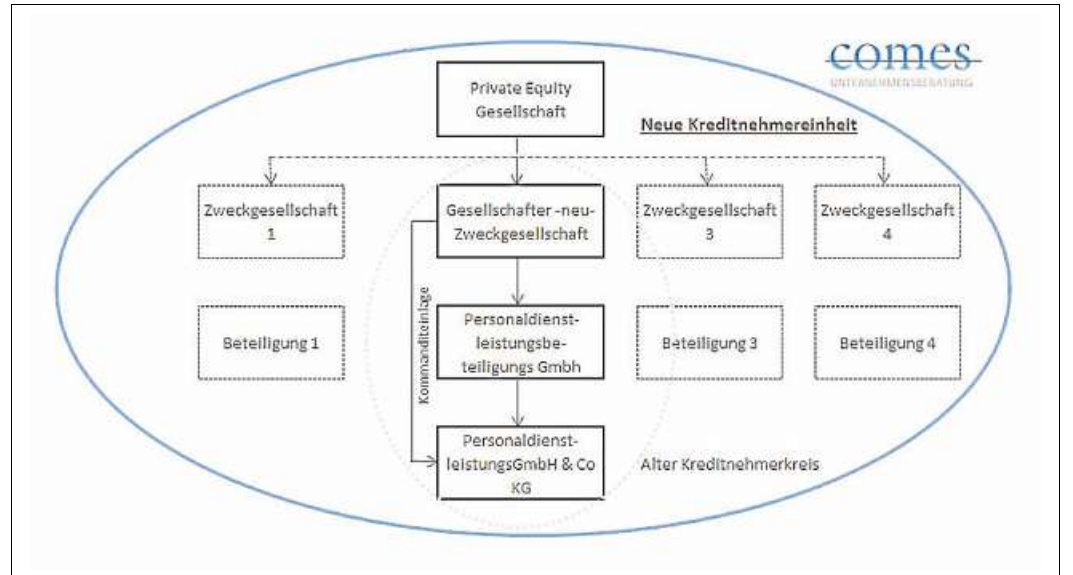 comes
UNTERNEHMENSBERATUNG
Private Equity
Gesellschaft
Neue Kreditnehmereinheit
Zweckgesellschaft
1
Gesellschafter -neu-
Zweckgesellschaft
Zweckgesellschaft
3
Zweckgesellschaft
4
Kommanditeinlage
Beteiligung 1
Personaldienst-
leistungsbe-
teiligungs Gmbh
Beteiligung 3
Beteiligung 4
Personaldienst-
leistungsGmbH & Co
KG
Alter Kreditnehmerkreis